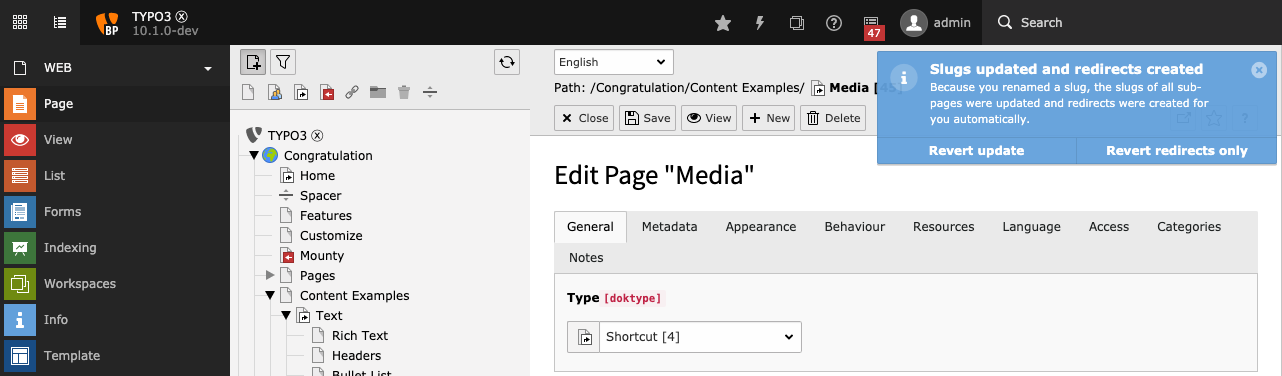 TYPO3
10.1.0-dev
BP
47
admin
Search
WEB
Page
View
List
Forms
Indexing
Workspaces
Info
Template
TYPO3
Congratulation
Home
Spacer
Features
Customize
Mounty
Pages
Content Examples
Text
Rich Text
Headers
Bullet List
English
Path: /Congratulation/Content Examples/ Media [45]
Close Save View New Delete
Slugs updated and redirects created
Because you renamed a slug, the slugs of all sub-
pages were updated and redirects were created for
you automatically.
Revert update Revert redirects only
Edit Page "Media"
General Metadata Appearance Behaviour Resources Language Access Categories
Notes
Type [doktype]
Shortcut [4]